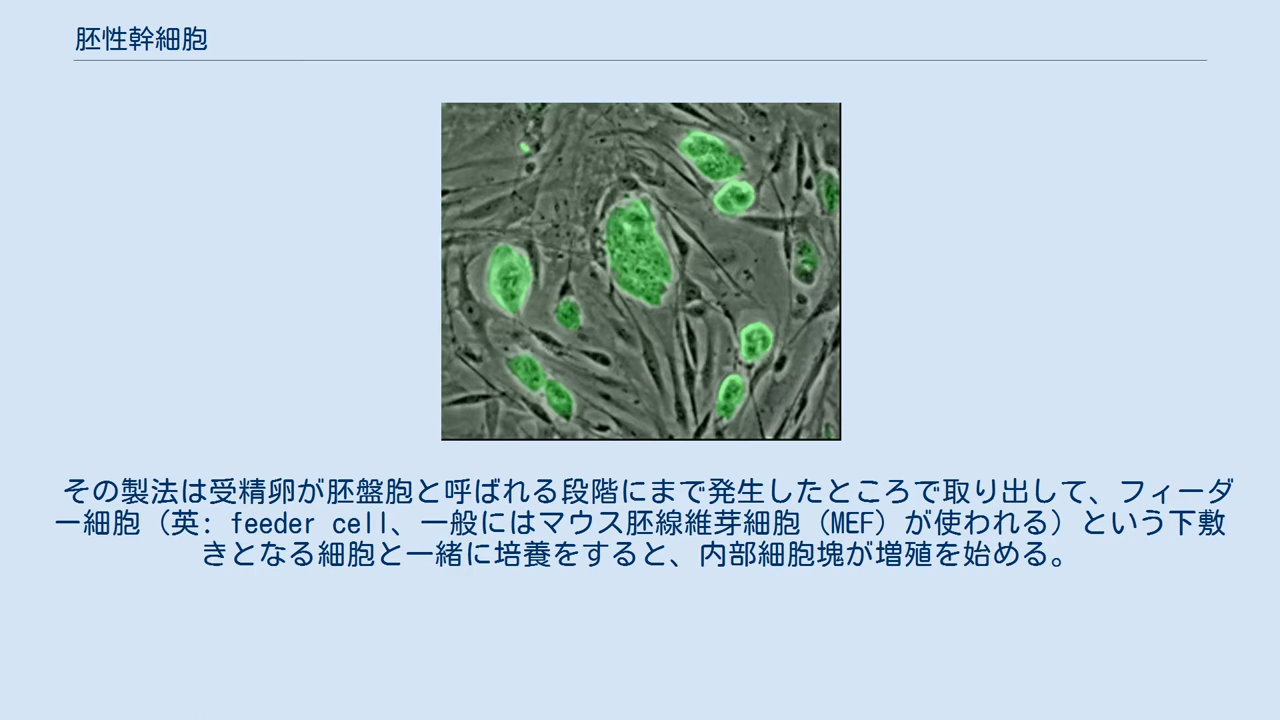 胚性幹細胞
その製法は受精卵が胚盤胞と呼ばれる段階にまで発生したところで取り出して、フィーダ
ー細胞（英: feeder cell、一般にはマウス胚線維芽細胞（MEF）が使われる）という下敷
きとなる細胞と一緒に培養をすると、内部細胞塊が増殖を始める。